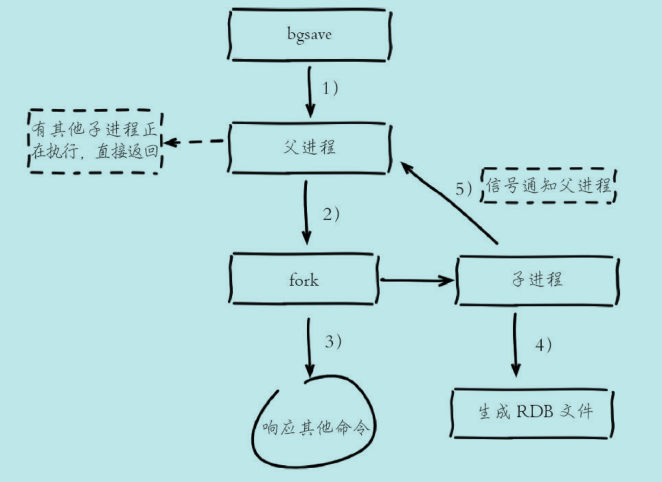 bgsave
1)
有其他子进程正
在执行，直接返回
父进程
5)
信号通知父进程
2)
fork
子进程
3)
4)
响应其他命令
生成 RDB 文件